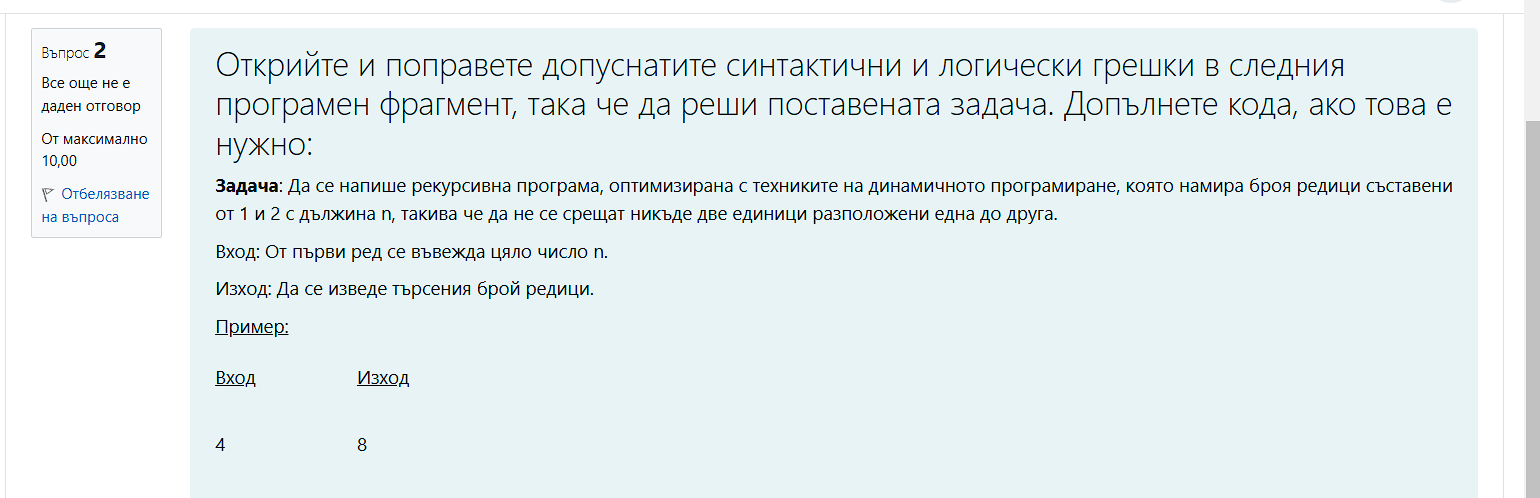 Въпрос 2
Все още не е
даден отговор
От максимално
10,00
Отбелязване
на въпроса
Открийте и поправете допуснатите синтактични и логически грешки в следния
програмен фрагмент, така че да реши поставената задача. Допълнете кода, ако това е
нужно:
Задача: Да се напише рекурсивна програма, оптимизирана с техниките на динамичното програмиране, която намира броя редици съставени
от 1 и 2 с дължина n, такива че да не се срещат никъде две единици разположени една до друга.
Вход: От първи ред се въвежда цяло число n.
Изход: Да се изведе търсения брой редици.
Пример:
Вход Изход
4 8